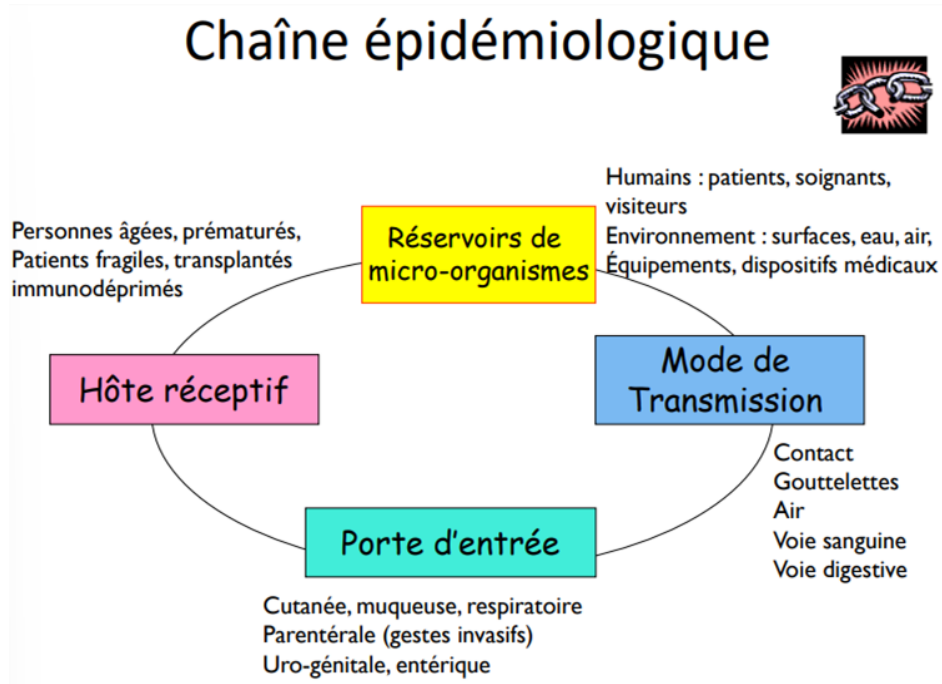 Chaîne épidémiologique
Humains : patients, soignants,
visiteurs
Environnement : surfaces, eau, air,
Équipements, dispositifs médicaux
Personnes âgées, prématurés,
Patients fragiles, transplantés
immunodéprimés
Réservoirs de
micro-organismes
Hôte réceptif
Mode de
Transmission
Contact
Gouttelettes
Air
Voie sanguine
Voie digestive
Porte d'entrée
Cutanée, muqueuse, respiratoire
Parentérale (gestes invasifs)
Uro-génitale, entérique